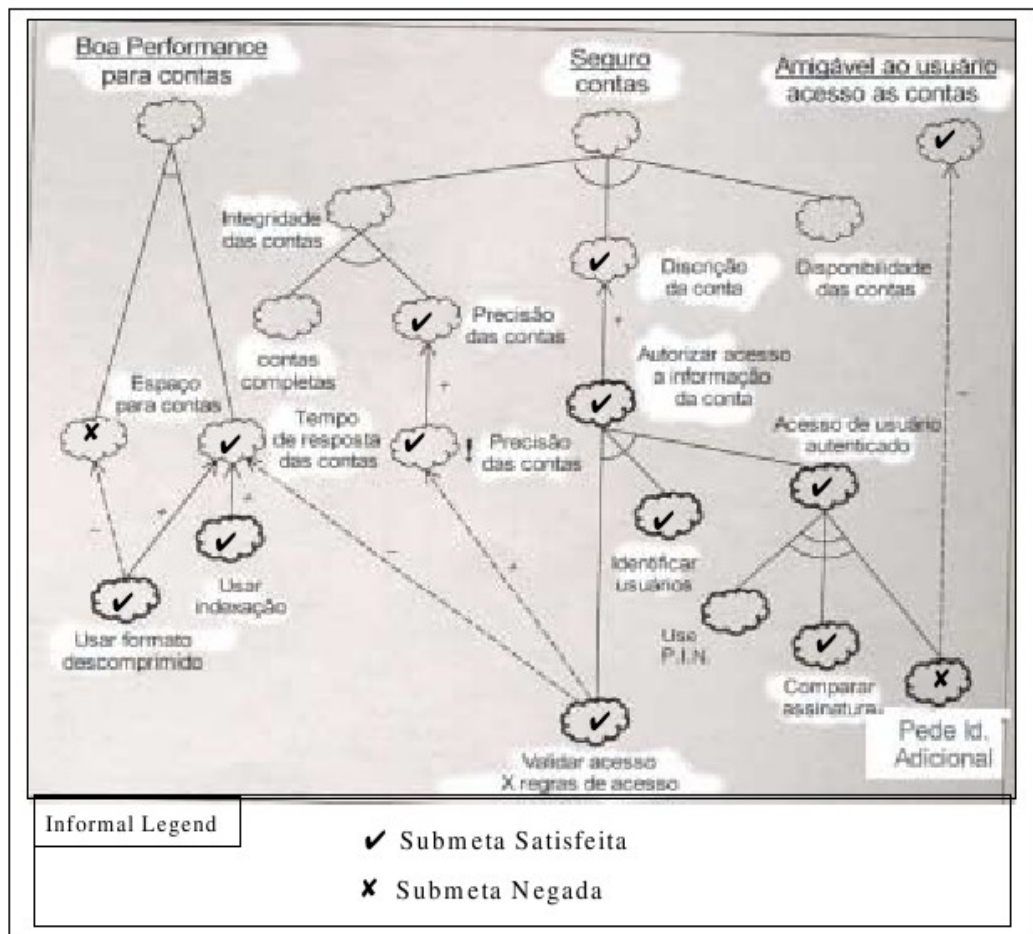 Boa Performance
para contas
Seguro
contas
Amigável ao usuário
acesso as contas
Integridade
das contas
Discrição
da conta
Disponibilidade
das contas
contas
completas
Precisão
das contas
Autorizar acesso
a informação
da conta
Espaço
para contas
Tempo
de resposta
das contas
! Precisão
das contas
Acesso de usuário
autenticado
Identificar
usuários
Usar
indexação
Usar formato
descomprimido
Use
P.I.N.
Comparar
assinatura
Pede Id.
Adicional
Validar acesso
X regras de acesso
Informal Legend
✔ Submeta Satisfeita
✘ Submeta Negada